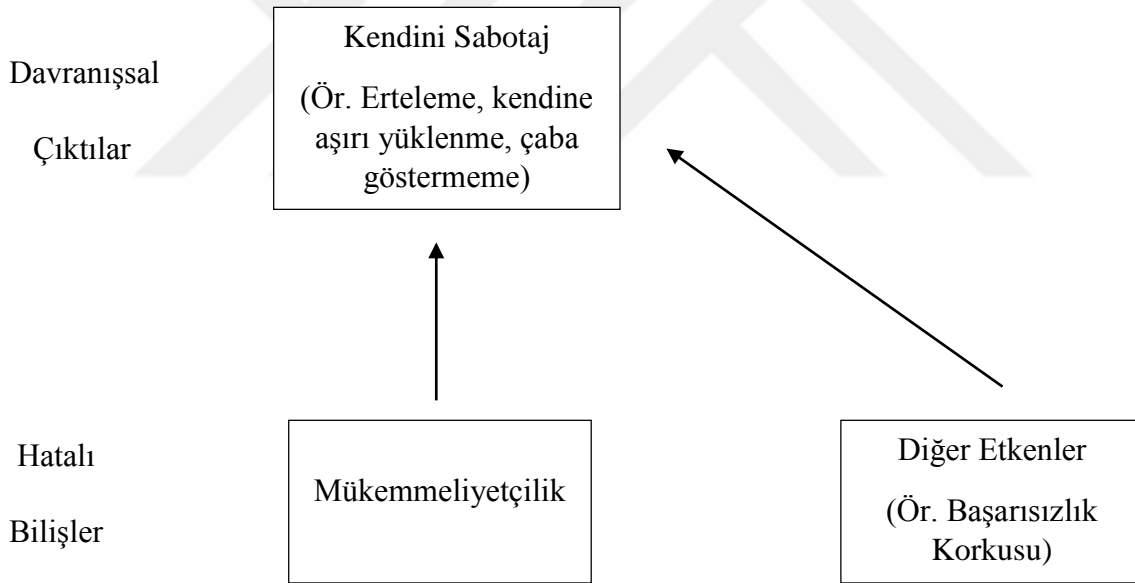 Davranışsal
Çıktılar
Kendini Sabotaj
(Ör. Erteleme, kendine
aşırı yüklenme, çaba
göstermeme)
Hatalı
Bilişler
Mükemmeliyetçilik
Diğer Etkenler
(Ör. Başarısızlık
Korkusu)